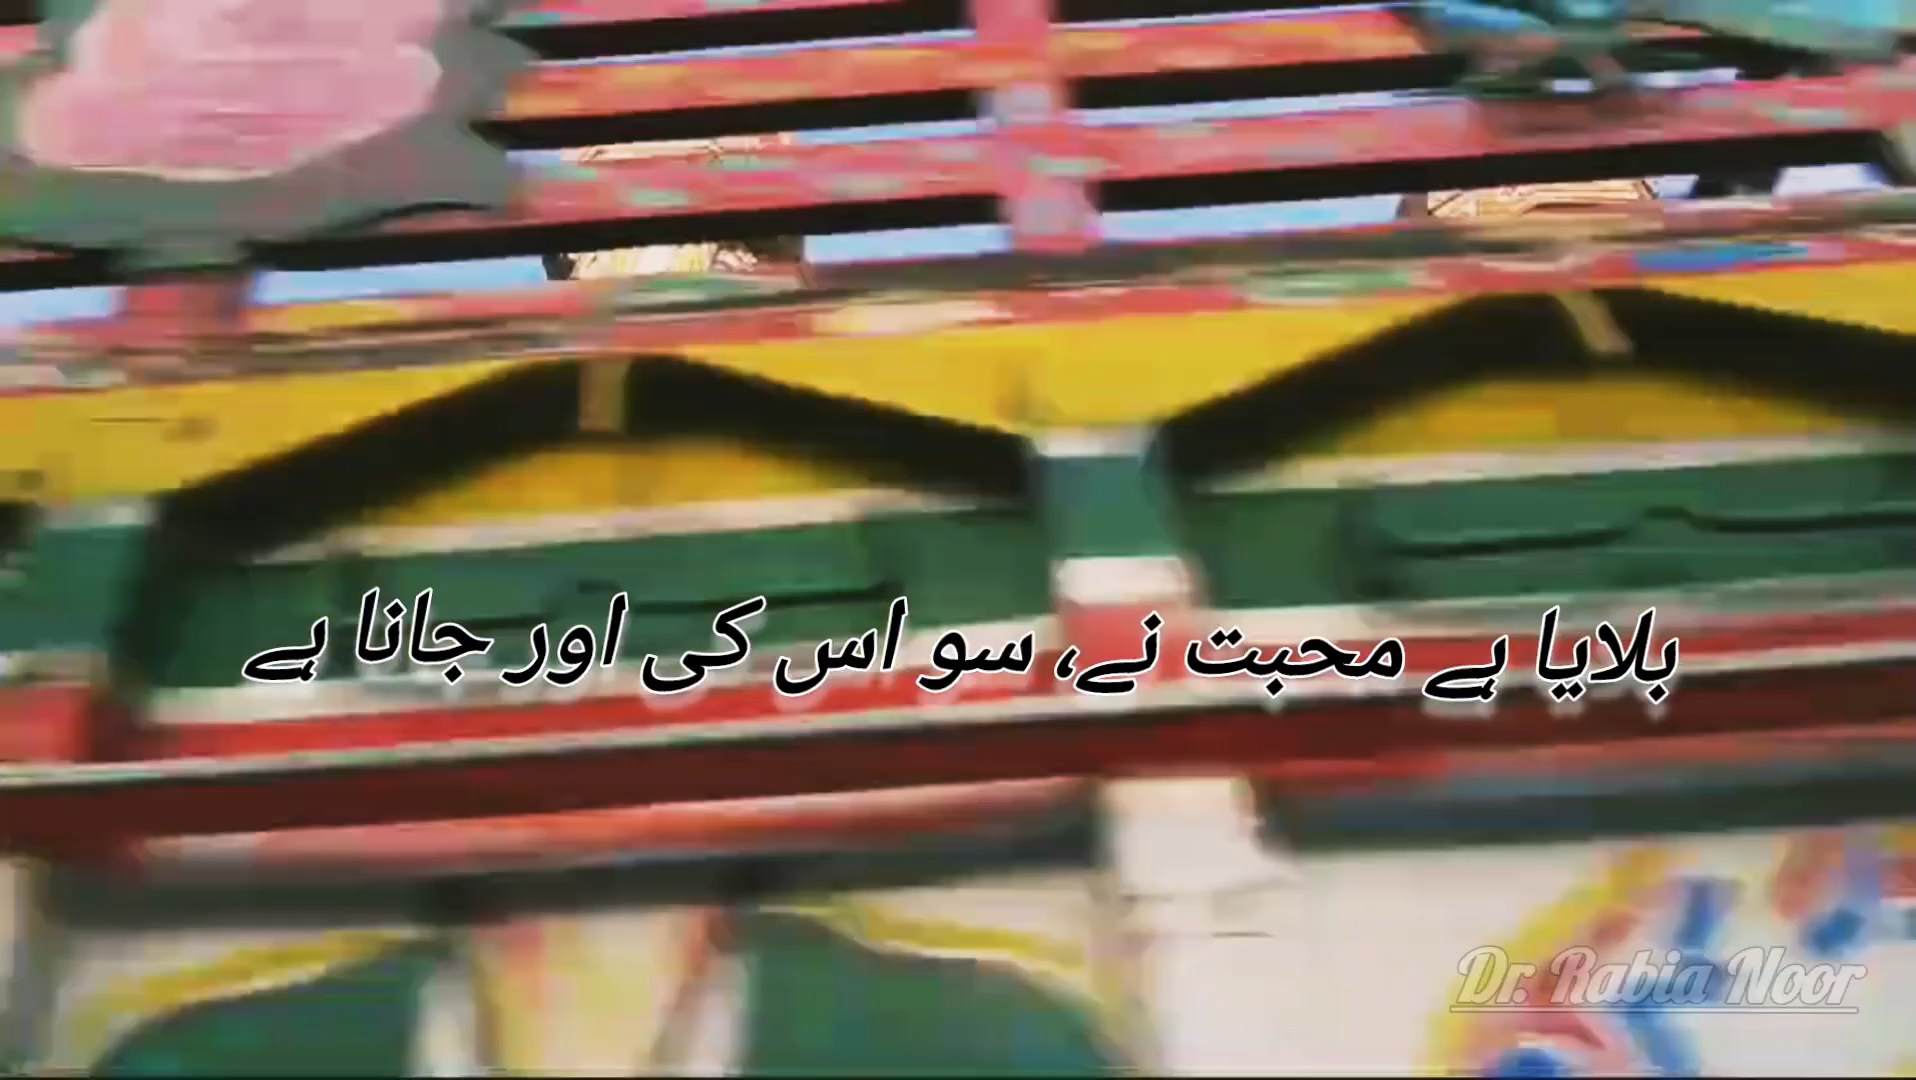 بلایا ہے محبت نے، سو اس کی اور جانا ہے
Dr. Rabia Noor